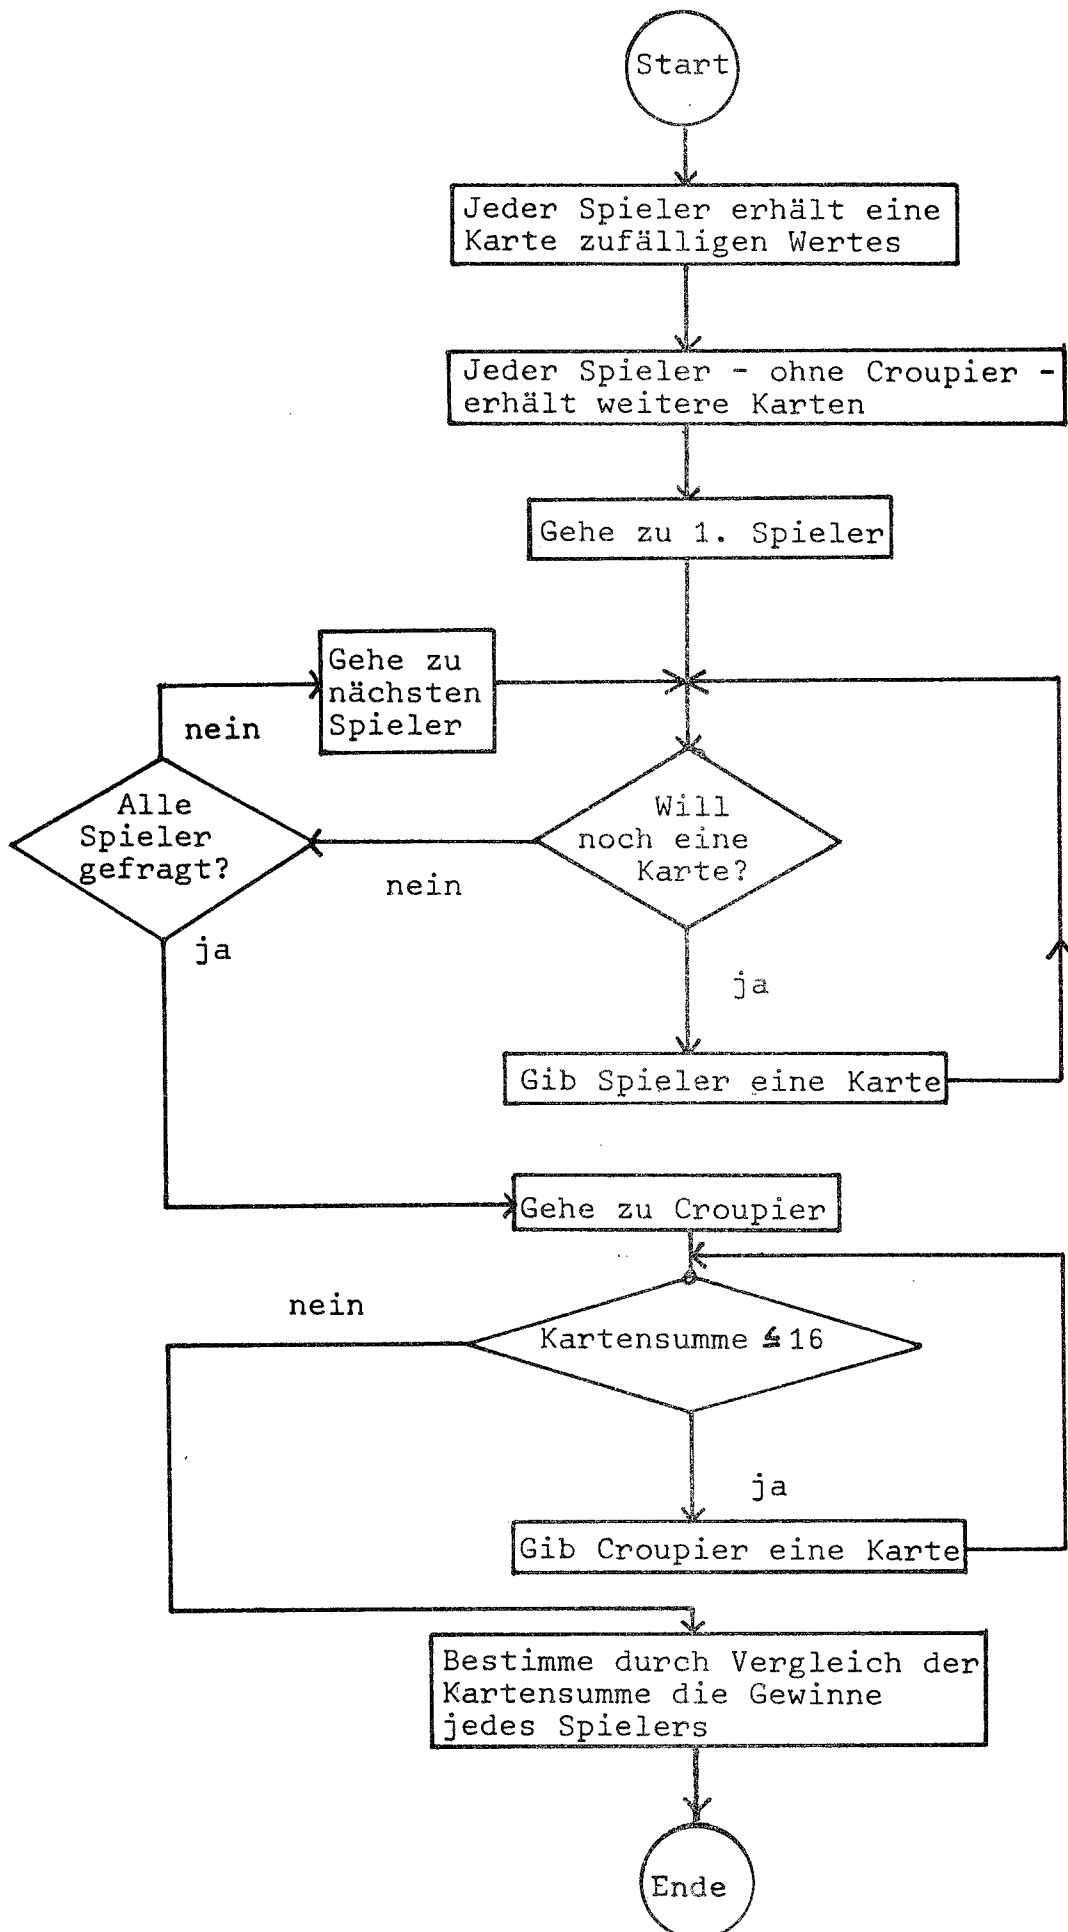 Start
Jeder Spieler erhält eine
Karte zufälligen Wertes
Jeder Spieler - ohne Croupier -
erhält weitere Karten
Gehe zu 1. Spieler
Gehe zu
nächsten
Spieler
nein
Alle
Spieler
gefragt?
Will
noch eine
Karte?
nein
ja
ja
Gib Spieler eine Karte
Gehe zu Croupier
nein
Kartensumme ≤ 16
ja
Gib Croupier eine Karte
Bestimme durch Vergleich der
Kartensumme die Gewinne
jedes Spielers
Ende